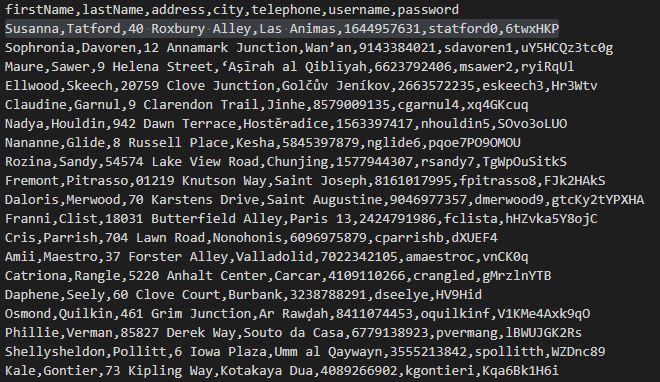 firstName,lastName,address,city,telephone,username,password
Susanna,Tatford,40 Roxbury Alley,Las Animas,1644957631,statford0,6twxHKP
Sophronia,Davoren,12 Annamark Junction,Wan’an,9143384021,sdavoren1,uY5HCQz3tc0g
Maure,Sawer,9 Helena Street,‘Aşīrah al Qiblīyah,6623792406,msawer2,ryiRqUl
Ellwood,Skeech,20759 Clove Junction,Golčův Jeníkov,2663572235,eskeech3,Hr3Wtv
Claudine,Garnul,9 Clarendon Trail,Jinhe,8579009135,cgarnul4,xq4GKcuq
Nadya,Houldin,942 Dawn Terrace,Hostěradice,1563397417,nhouldin5,SOvo3oLUO
Nananne,Glide,8 Russell Place,Kesha,5845397879,nglide6,pqoe7PO9OMOU
Rozina,Sandy,54574 Lake View Road,Chunjing,1577944307,rsandy7,TgWpOuSitkS
Fremont,Pitrasso,01219 Knutson Way,Saint Joseph,8161017995,fpitrasso8,FJk2HAkS
Daloris,Merwood,70 Karstens Drive,Saint Augustine,9046977357,dmerwood9,gtcKy2tYPXHA
Franni,Clist,18031 Butterfield Alley,Paris 13,2424791986,fclista,hHZvka5Y8ojC
Cris,Parrish,704 Lawn Road,Nonohonis,6096975879,cparrishb,dXUEF4
Amii,Maestro,37 Forster Alley,Valladolid,7022342105,amaestroc,vnCK0q
Catriona,Rangle,5220 Anhalt Center,Carcar,4109110266,crangled,gMrzlnYTB
Daphene,Seely,60 Clove Court,Burbank,3238788291,dseelye,HV9Hid
Osmond,Quilkin,461 Grim Junction,Ar Rawḑah,8411074453,oquilkinf,V1KMe4Axk9qO
Phillie,Verman,85827 Derek Way,Souto da Casa,6779138923,pvermang,lBWUJGK2Rs
Shellysheldon,Pollitt,6 Iowa Plaza,Umm al Qaywayn,3555213842,spollitth,WZDnc89
Kale,Gontier,73 Kipling Way,Kotakaya Dua,4089266902,kgontieri,Kqa6Bk1H6i